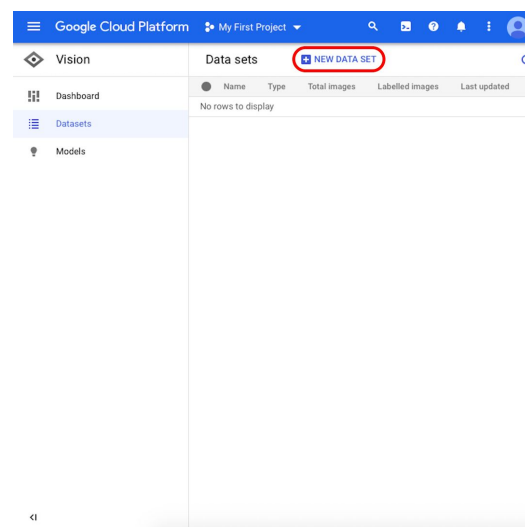 Google Cloud Platform My First Project
Vision Data sets NEW DATA SET
Dashboard
Datasets
Models
Name Type Total images Labelled images Last updated
No rows to display